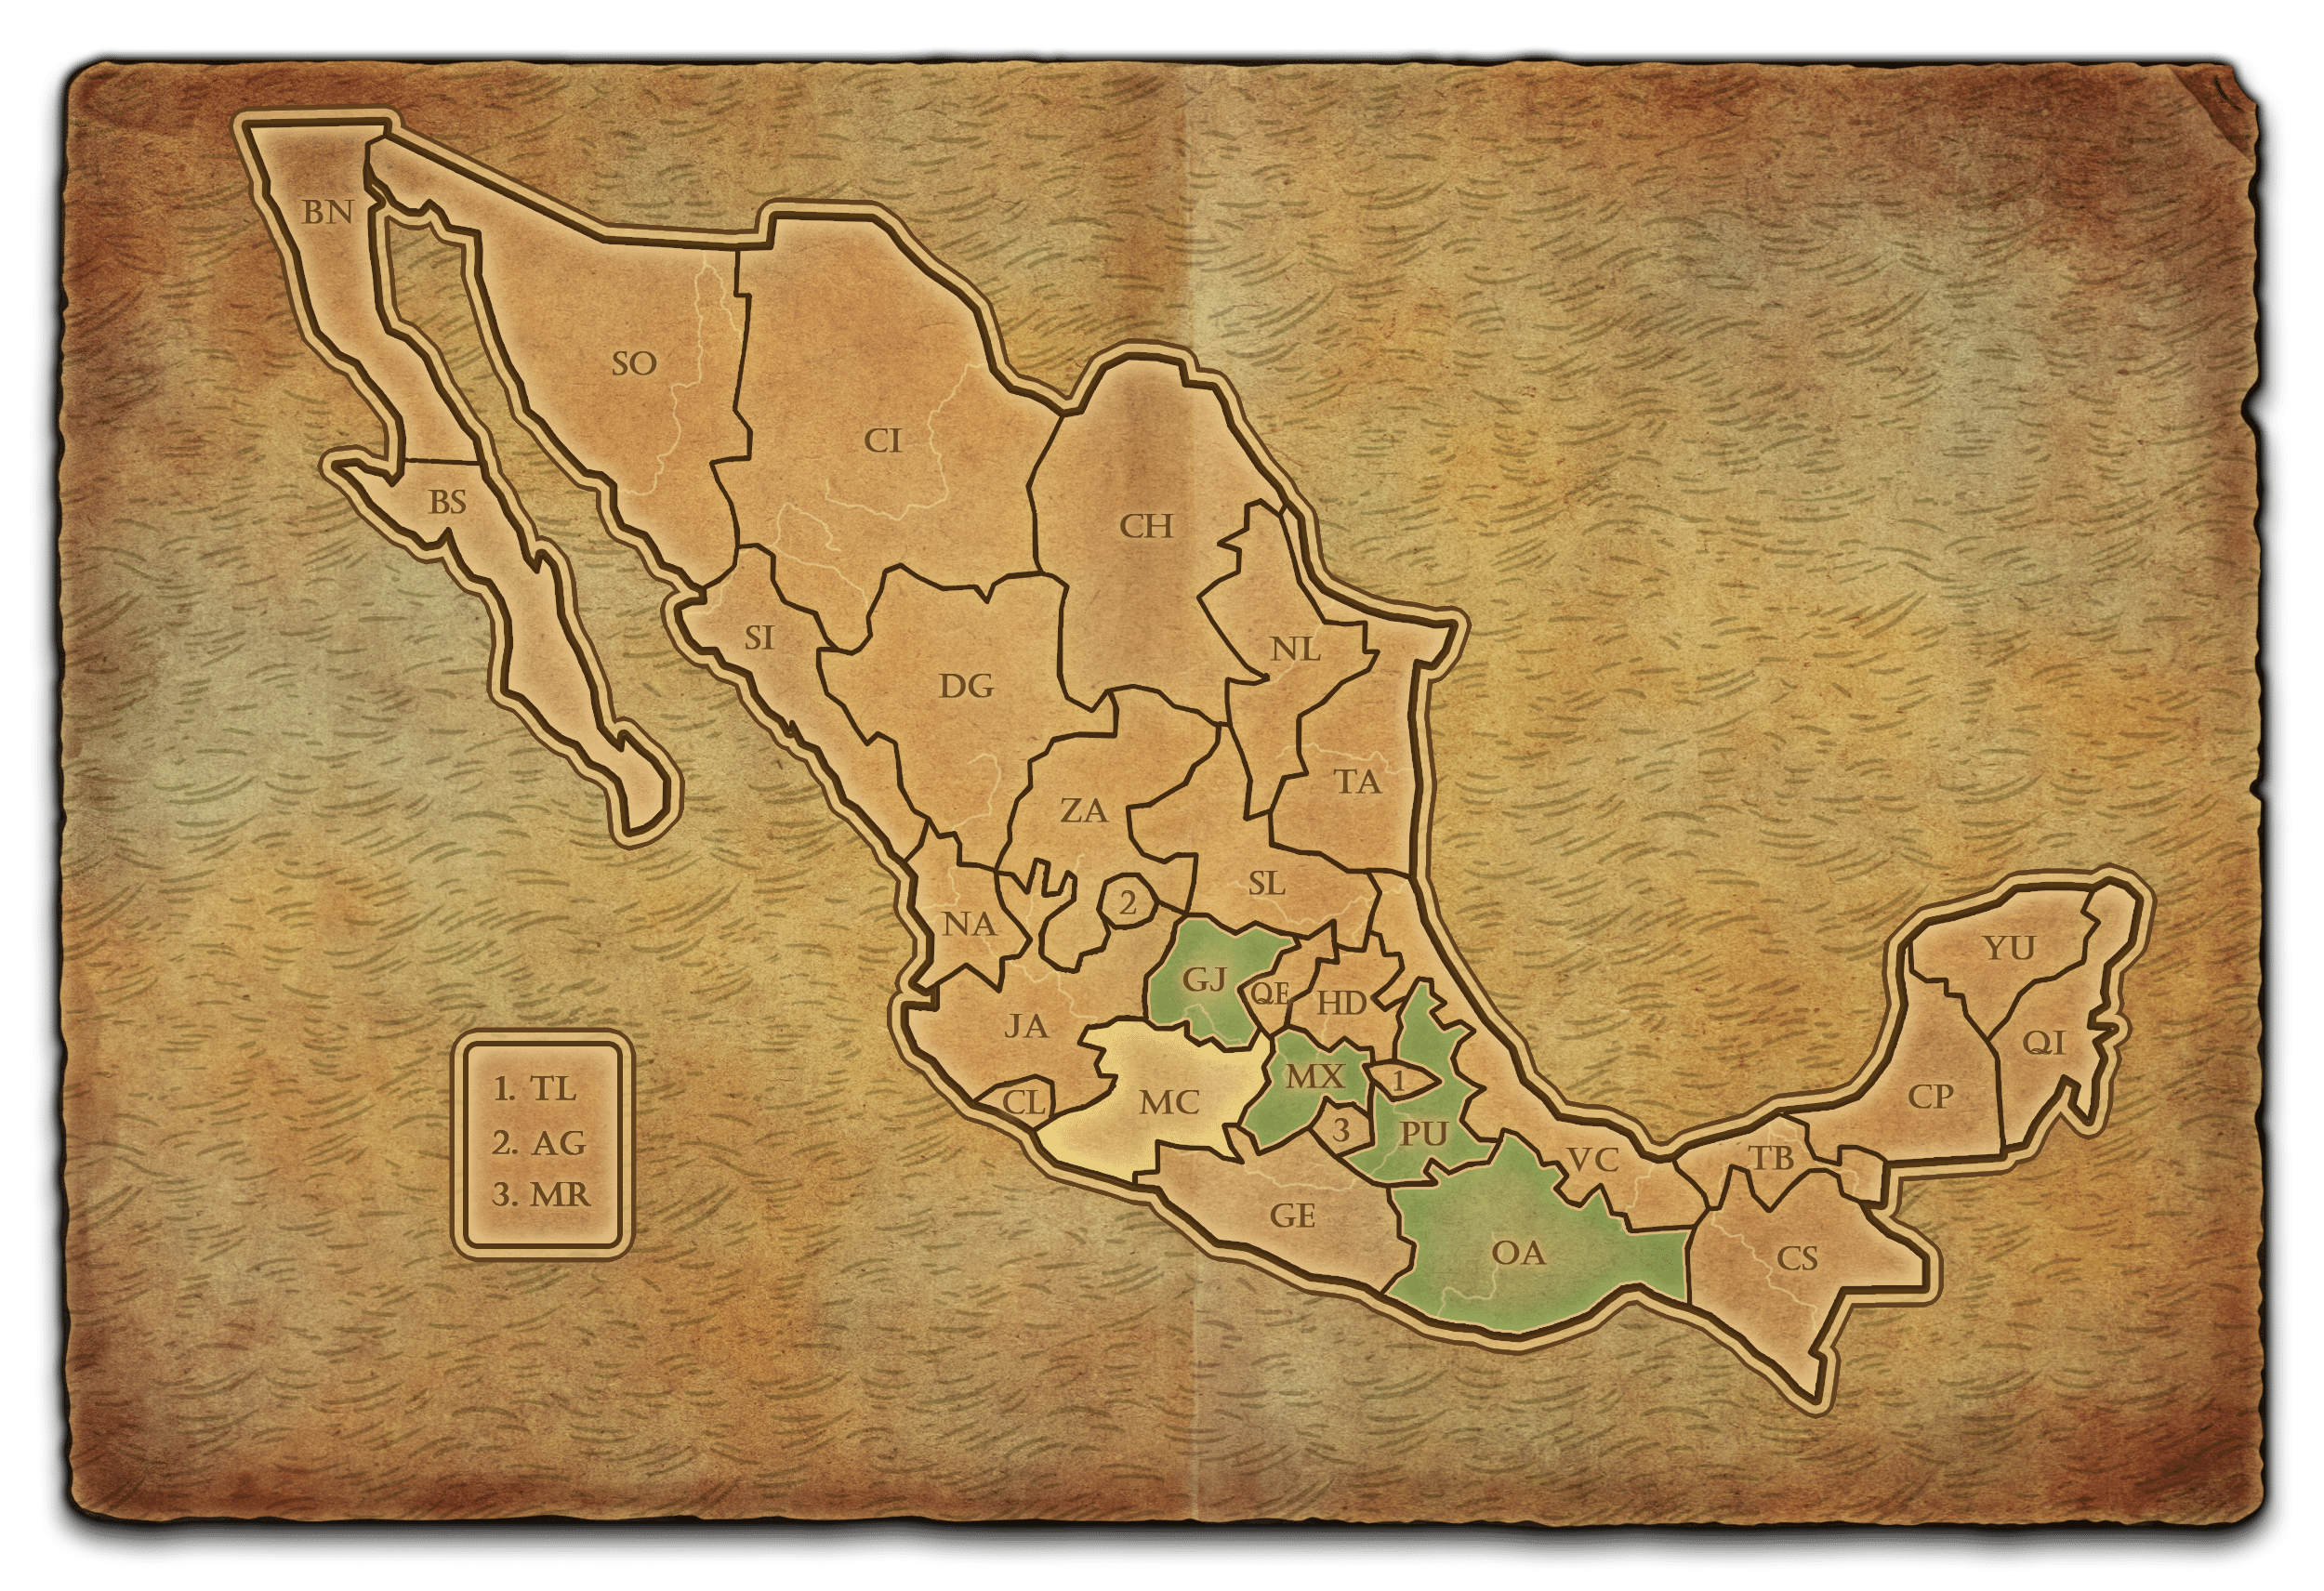 BN
SO
CI
BS
CH
SI
NL
DG
TA
ZA
SL
2
NA
YU
GJ
QE
HD
JA
QI
MX
1
CL
MC
CP
3
PU
VC
TB
GE
OA
CS
1. TL
2. AG
3. MR